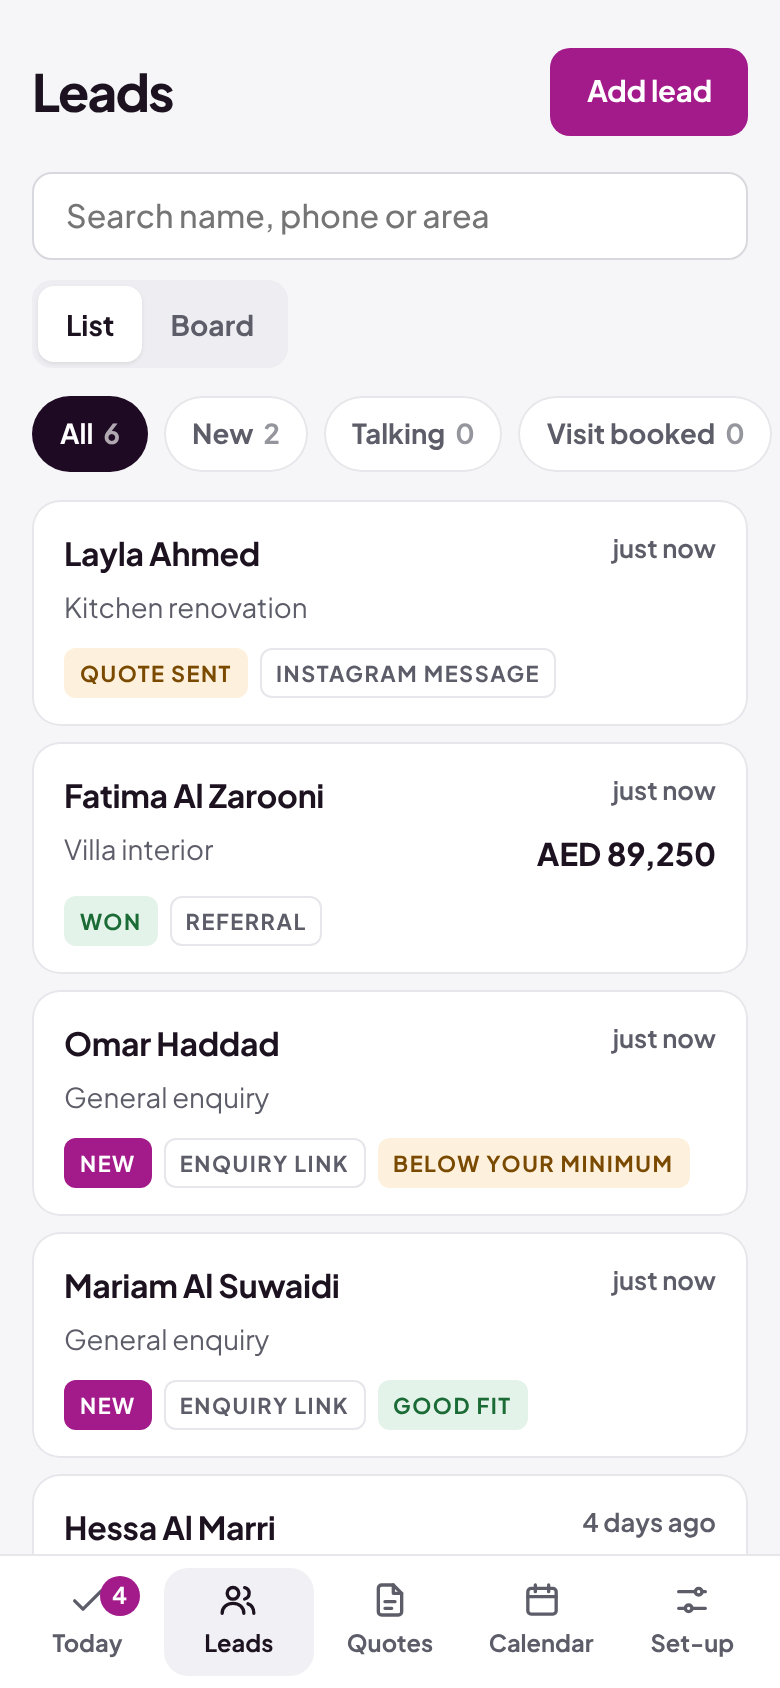 Leads
Add lead
Search name, phone or area
List Board
All 6 New 2 Talking 0 Visit booked 0
Layla Ahmed just now
Kitchen renovation
QUOTE SENT INSTAGRAM MESSAGE
Fatima Al Zarooni just now
Villa interior AED 89,250
WON REFERRAL
Omar Haddad just now
General enquiry
NEW ENQUIRY LINK BELOW YOUR MINIMUM
Mariam Al Suwaidi just now
General enquiry
NEW ENQUIRY LINK GOOD FIT
Hessa Al Marri 4 days ago
4
Today Leads Quotes Calendar Set-up